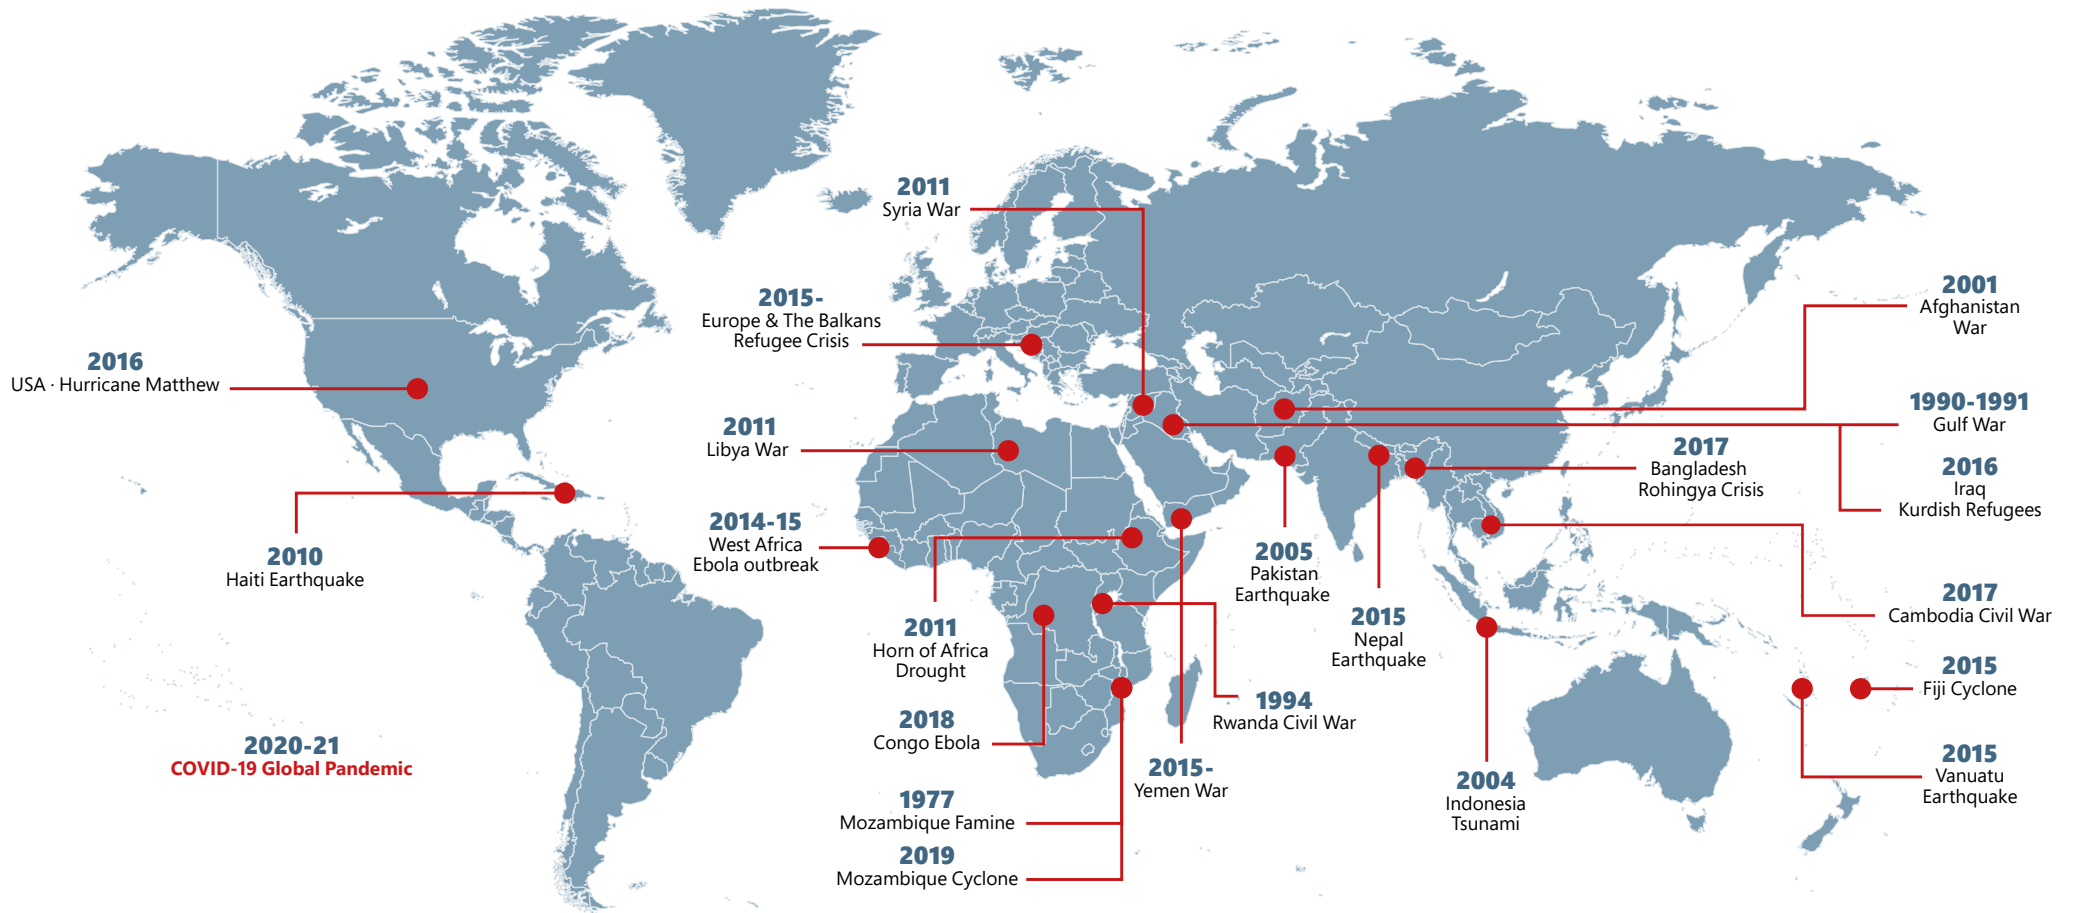 2011
Syria War
2015-
Europe & The Balkans
Refugee Crisis
2001
Afghanistan
War
2016
USA · Hurricane Matthew
2011
Libya War
1990-1991
Gulf War
2017
Bangladesh
Rohingya Crisis
2016
Iraq
Kurdish Refugees
2010
Haiti Earthquake
2014-15
West Africa
Ebola outbreak
2005
Pakistan
Earthquake
2015
Nepal
Earthquake
2017
Cambodia Civil War
2011
Horn of Africa
Drought
2015
Fiji Cyclone
1994
Rwanda Civil War
2018
Congo Ebola
2020-21
COVID-19 Global Pandemic
2015-
Yemen War
2004
Indonesia
Tsunami
2015
Vanuatu
Earthquake
1977
Mozambique Famine
2019
Mozambique Cyclone